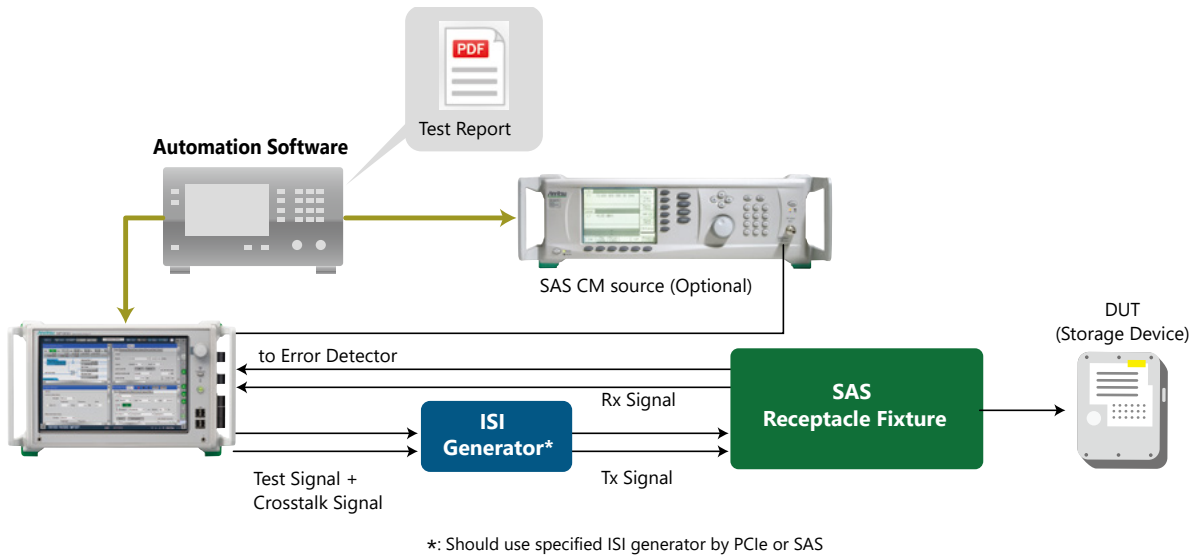 PDF
Test Report
Automation Software
Anritsu
SAS CM source (Optional)
DUT
(Storage Device)
to Error Detector
SAS
Receptacle Fixture
Rx Signal
ISI
Generator*
Test Signal +
Crosstalk Signal
Tx Signal
*: Should use specified ISI generator by PCIe or SAS